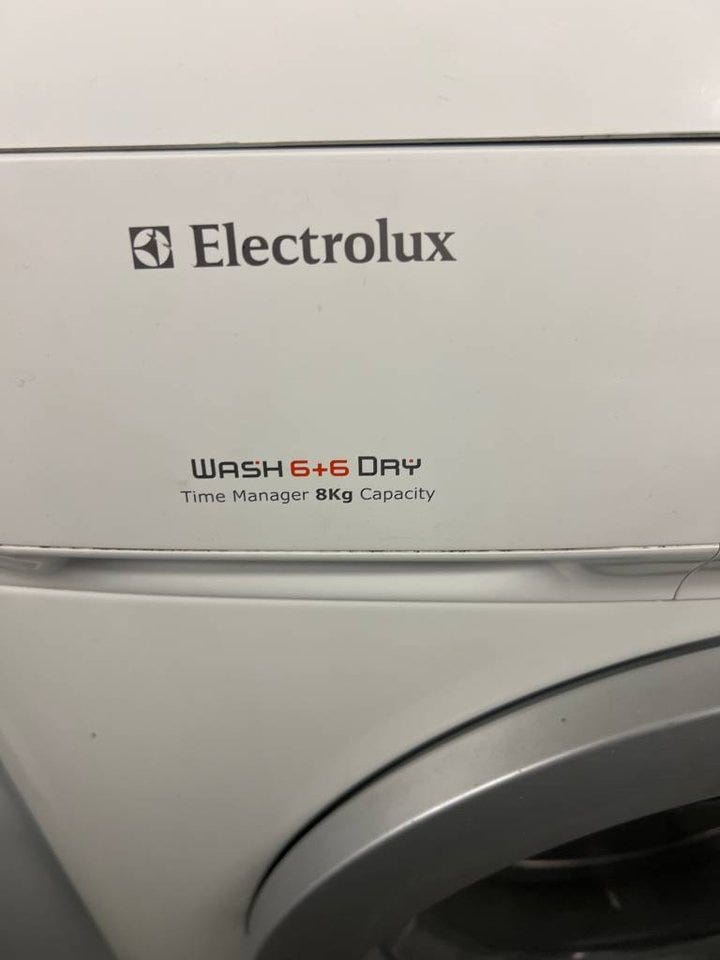 Electrolux
WASH 6+6 DRY
Time Manager 8Kg Capacity